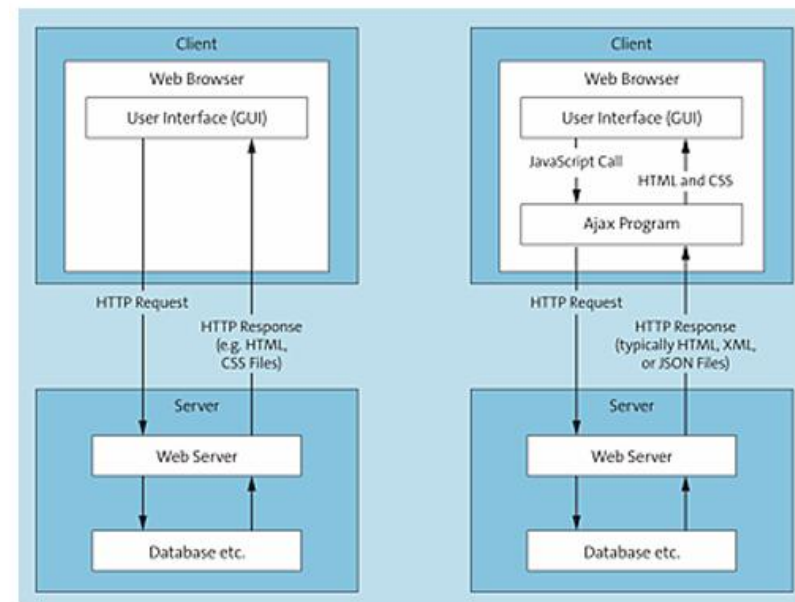 Client
Web Browser
User Interface (GUI)
HTTP Request
HTTP Response
(e.g. HTML,
CSS Files)
Server
Web Server
Database etc.
Client
Web Browser
User Interface (GUI)
JavaScript Call
HTML and CSS
Ajax Program
HTTP Request
HTTP Response
(typically HTML, XML,
or JSON Files)
Server
Web Server
Database etc.